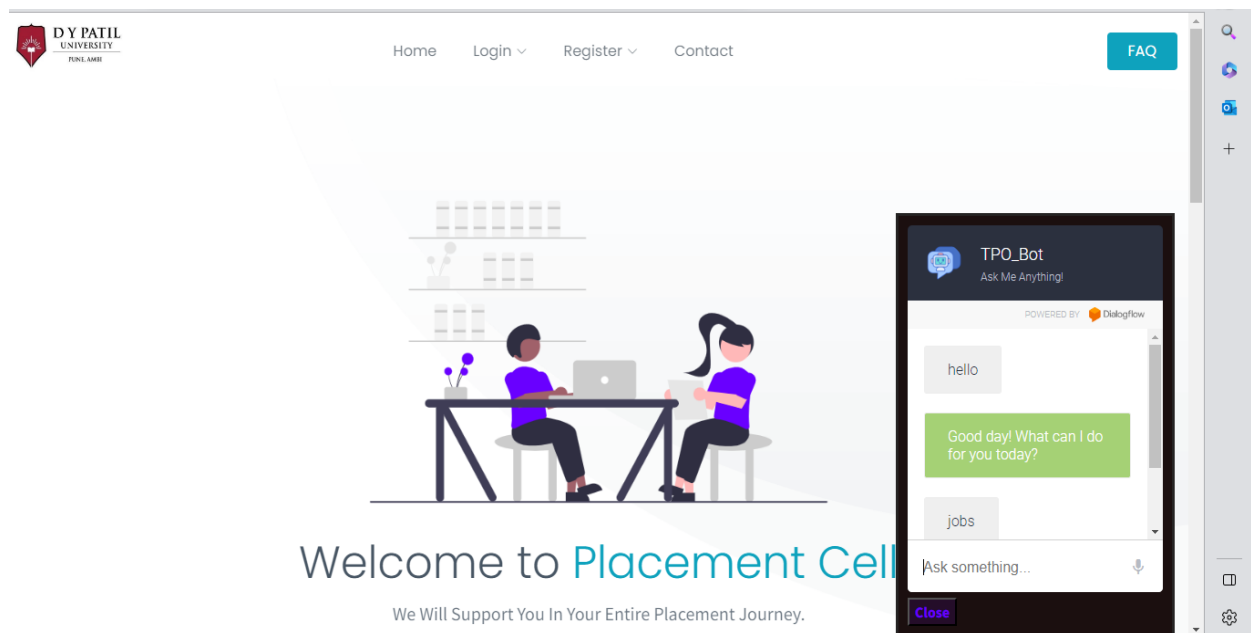 D Y PATIL
UNIVERSITY
PUNE, AMBI
Home Login Register Contact
FAQ
TPO_Bot
Ask Me Anything!
POWERED BY Dialogflow
hello
Good day! What can I do
for you today?
jobs
Ask something...
Close
Welcome to Placement Cell
We Will Support You In Your Entire Placement Journey.